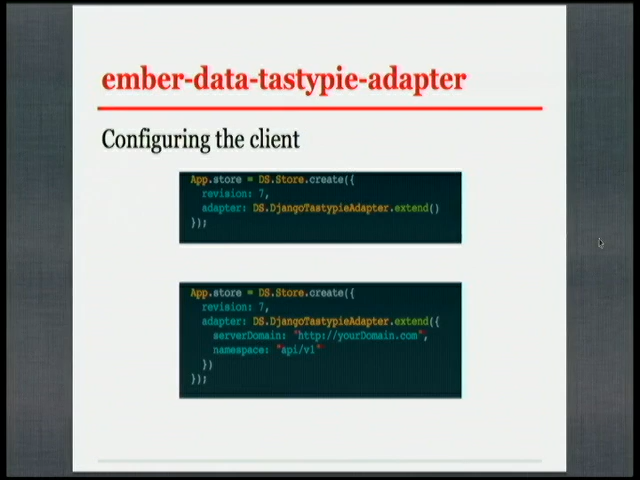 ember-data-tastypie-adapter
Configuring the client
App.store = DS.Store.create({
revision: 7,
adapter: DS.DjangoTastypieAdapter.extend()
});
App.store = DS.Store.create({
revision: 7,
adapter: DS.DjangoTastypieAdapter.extend({
serverDomain: "http://yourDomain.com",
namespace: "api/v1"
})
});